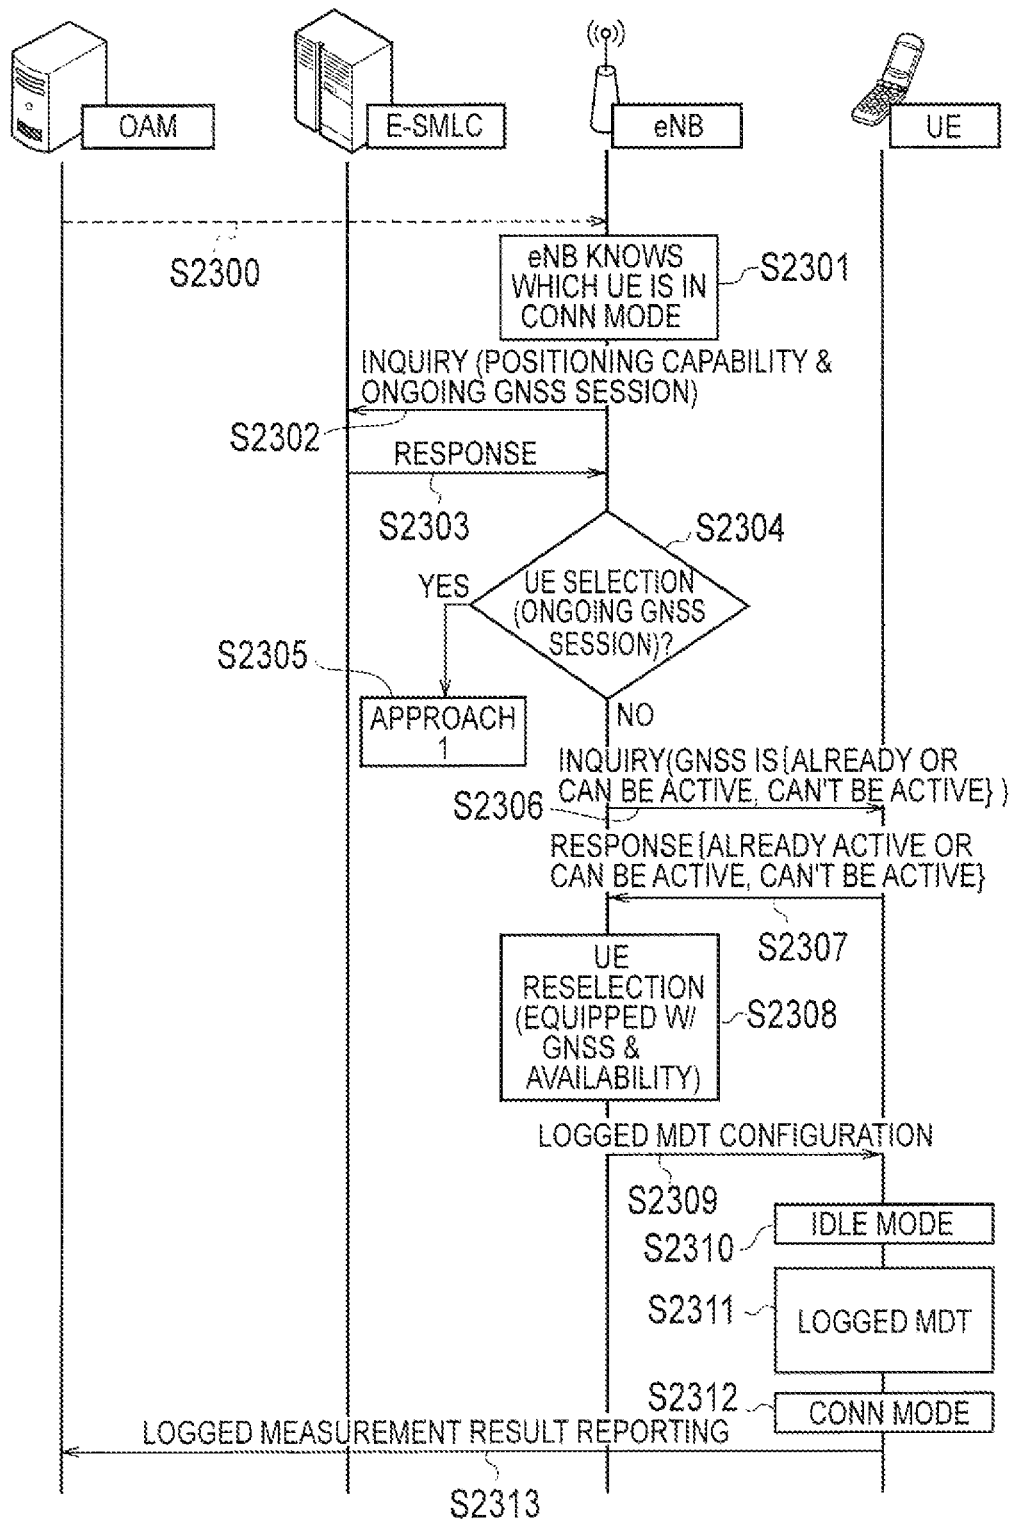 OAM
E-SMLC
eNB
UE
S2300
eNB KNOWS
WHICH UE IS IN
CONN MODE
S2301
INQUIRY (POSITIONING CAPABILITY &
ONGOING GNSS SESSION)
S2302
RESPONSE
S2303
S2304
UE SELECTION
(ONGOING GNSS
SESSION)?
YES
S2305
APPROACH
1
NO
INQUIRY(GNSS IS{ALREADY OR
CAN BE ACTIVE, CAN'T BE ACTIVE} )
S2306
RESPONSE{ALREADY ACTIVE OR
CAN BE ACTIVE, CAN'T BE ACTIVE}
S2307
UE
RESELECTION
(EQUIPPED W/
GNSS &
AVAILABILITY)
S2308
LOGGED MDT CONFIGURATION
S2309
IDLE MODE
S2310
S2311
LOGGED MDT
S2312
CONN MODE
LOGGED MEASUREMENT RESULT REPORTING
S2313